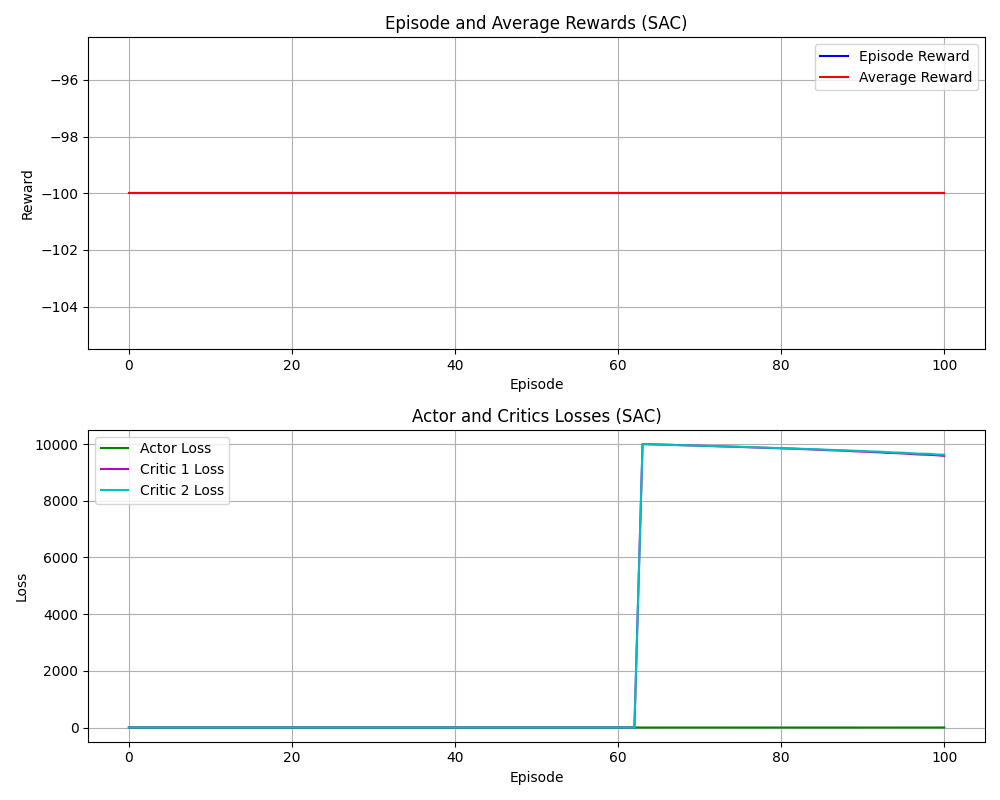 Episode and Average Rewards (SAC)
Episode Reward
Average Reward
−96
−98
−100
−102
−104
Reward
0 20 40 60 80 100
Episode
Actor and Critics Losses (SAC)
Actor Loss
Critic 1 Loss
Critic 2 Loss
10000
8000
6000
4000
2000
0
Loss
0 20 40 60 80 100
Episode